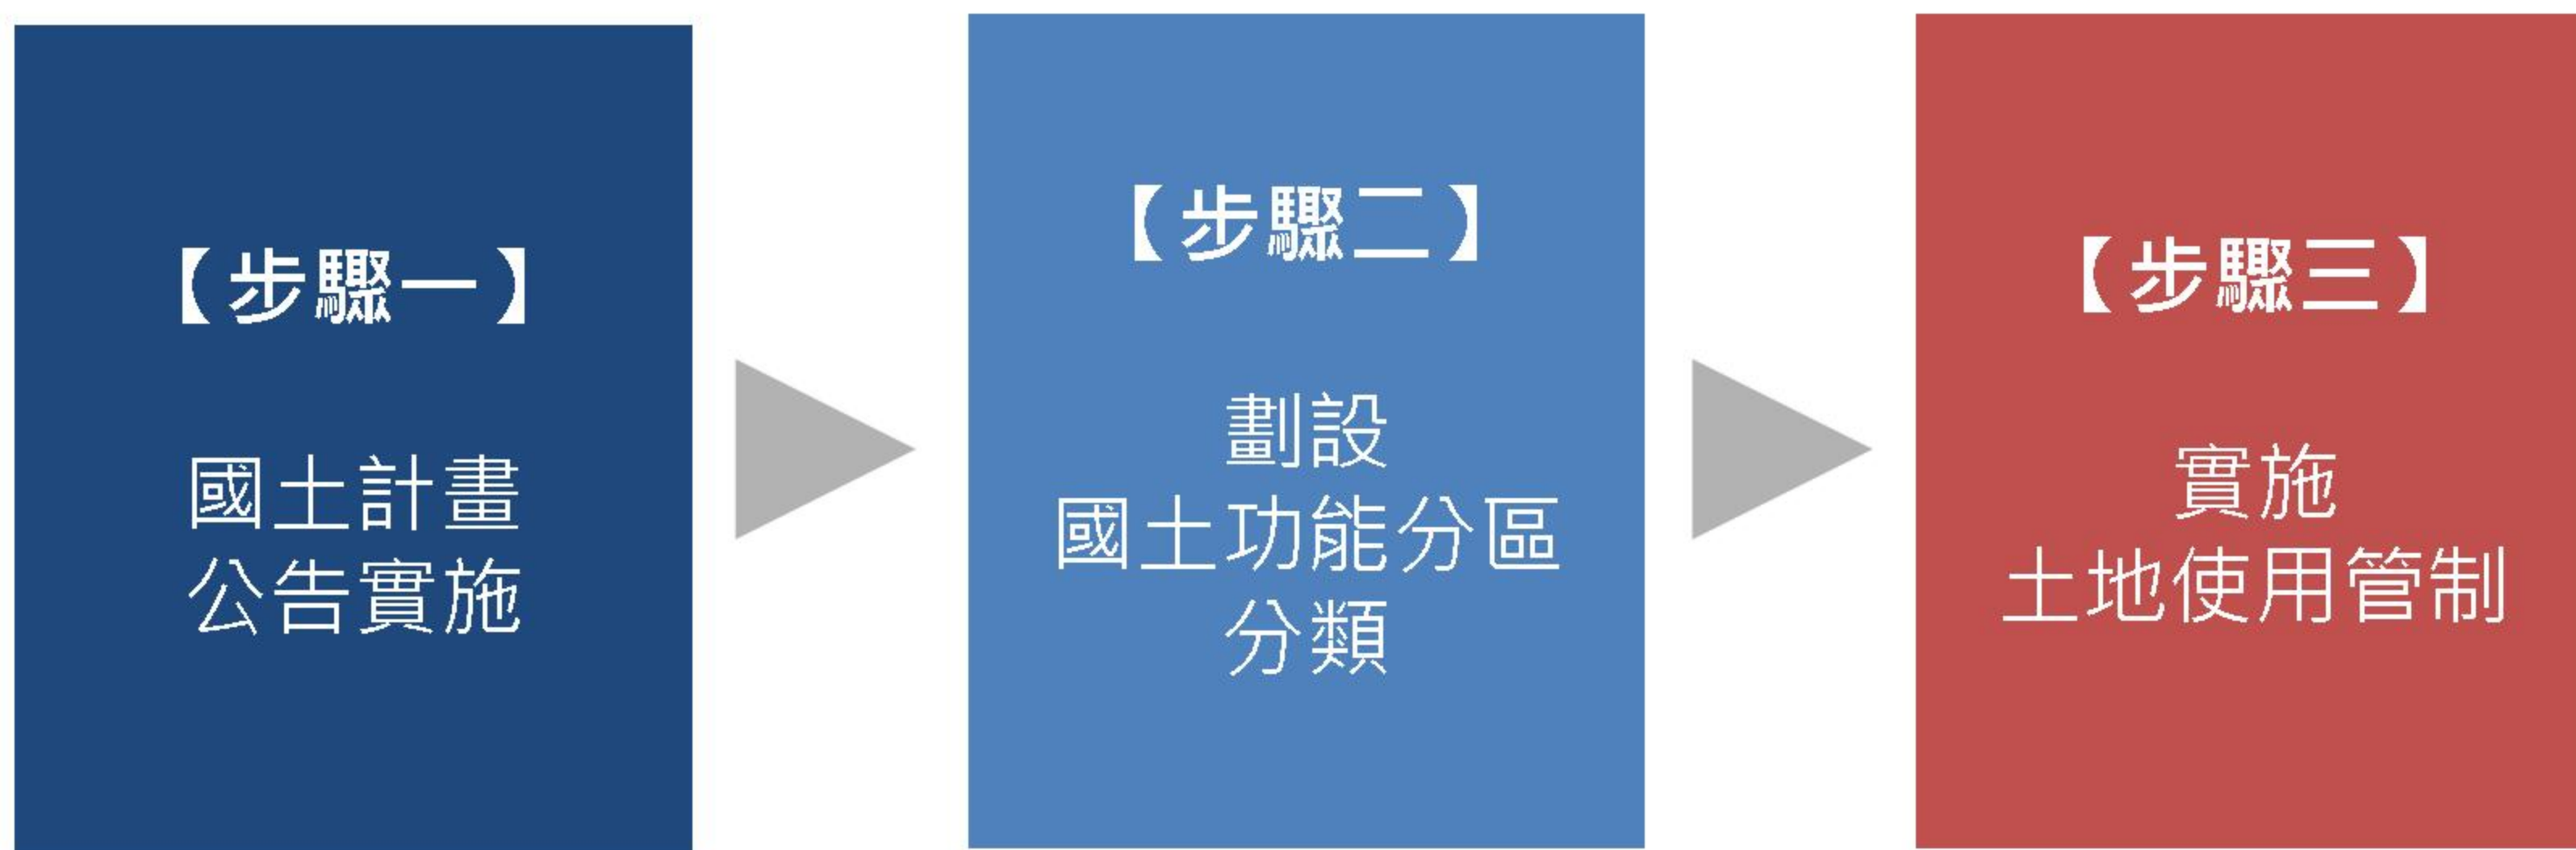 【步驟一】
國土計畫
公告實施
【步驟二】
劃設
國土功能分區
分類
【步驟三】
實施
土地使用管制